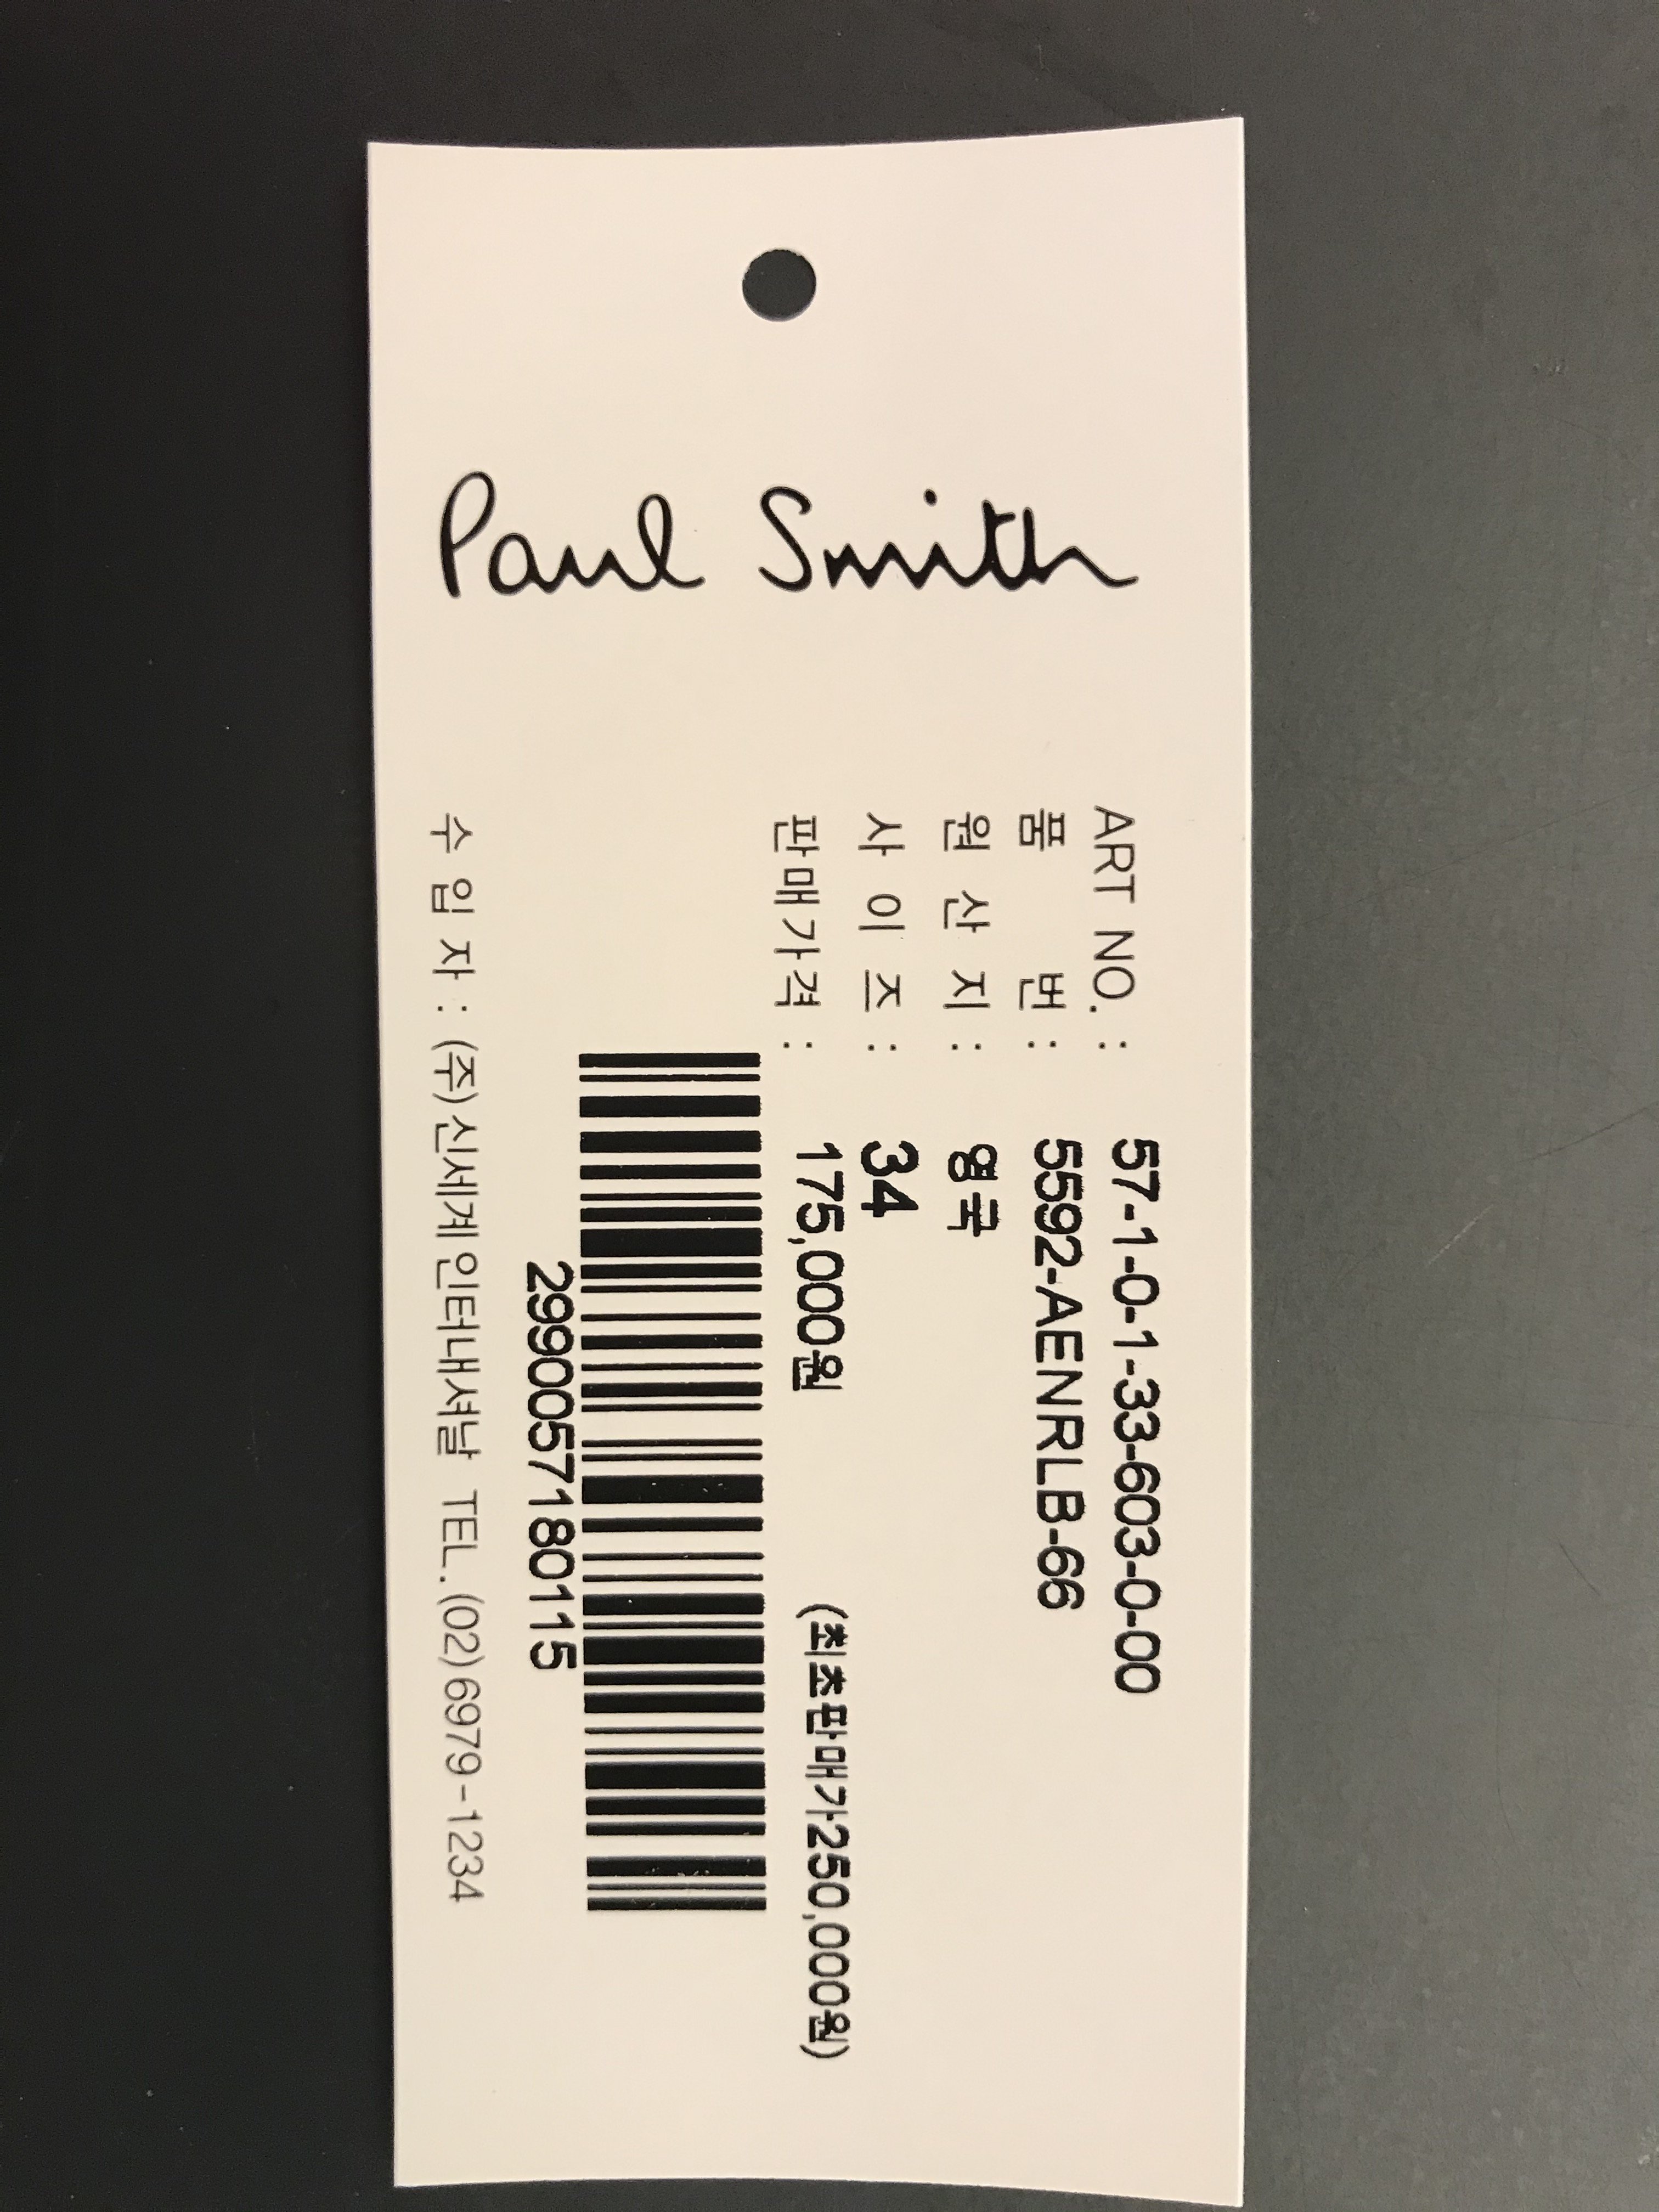 Paul Smith
ART NO. : 57-1-0-1-33-603-0-00
품 번 : 5592-AENRLB-66
원 산 지 : 영국
사 이 즈 : 34
판매가격 : 175,000원 (최초판매가250,000원)
2990057180115
수 입 자 : (주)신세계인터내셔날 TEL. (02)6979-1234